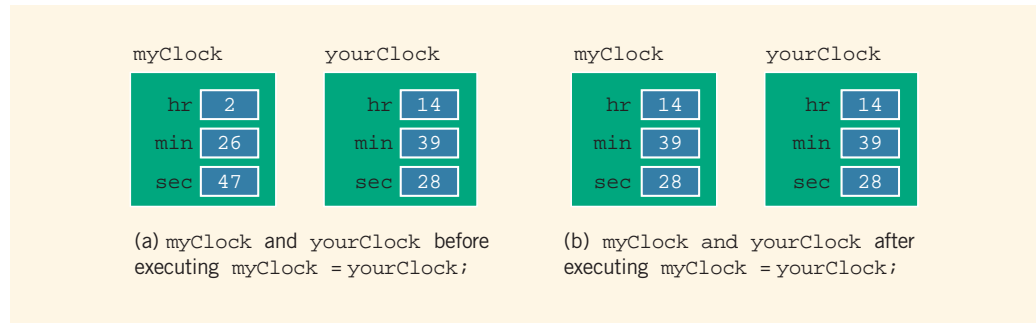 myClock
hr 2
min 26
sec 47
yourClock
hr 14
min 39
sec 28
(a) myClock and yourClock before
executing myClock = yourClock;
myClock
hr 14
min 39
sec 28
yourClock
hr 14
min 39
sec 28
(b) myClock and yourClock after
executing myClock = yourClock;